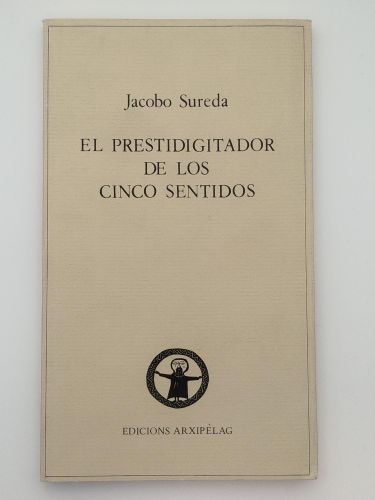 Jacobo Sureda
EL PRESTIDIGITADOR
DE LOS
CINCO SENTIDOS
EDICIONS ARXIPÈLAG